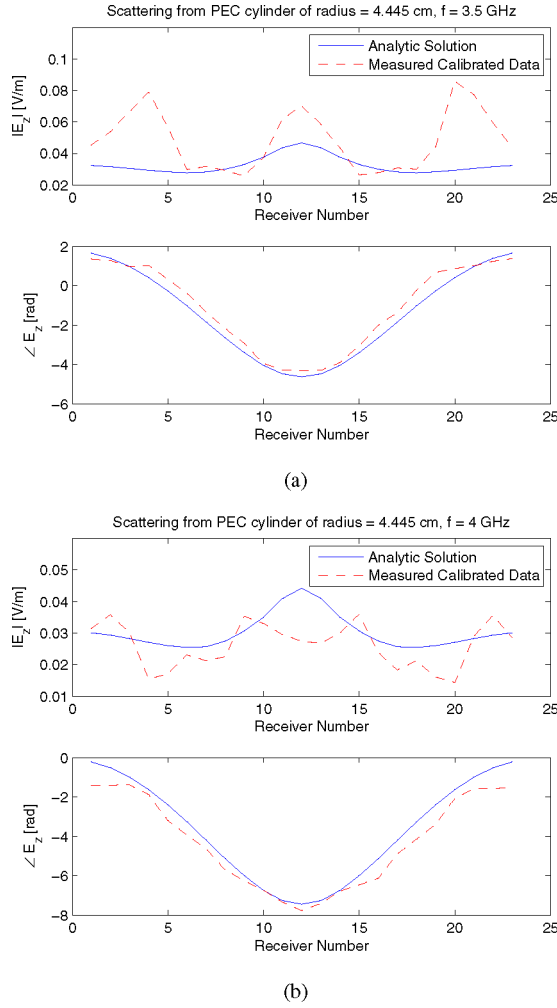 Scattering from PEC cylinder of radius = 4.445 cm, f = 3.5 GHz
Analytic Solution
Measured Calibrated Data
|E_z| [V/m]
0.1
0.08
0.06
0.04
0.02
0 5 10 15 20 25
Receiver Number
∠ E_z [rad]
2
0
−2
−4
−6
0 5 10 15 20 25
Receiver Number
(a)
Scattering from PEC cylinder of radius = 4.445 cm, f = 4 GHz
Analytic Solution
Measured Calibrated Data
|E_z| [V/m]
0.05
0.04
0.03
0.02
0.01
0 5 10 15 20 25
Receiver Number
∠ E_z [rad]
0
−2
−4
−6
−8
0 5 10 15 20 25
Receiver Number
(b)